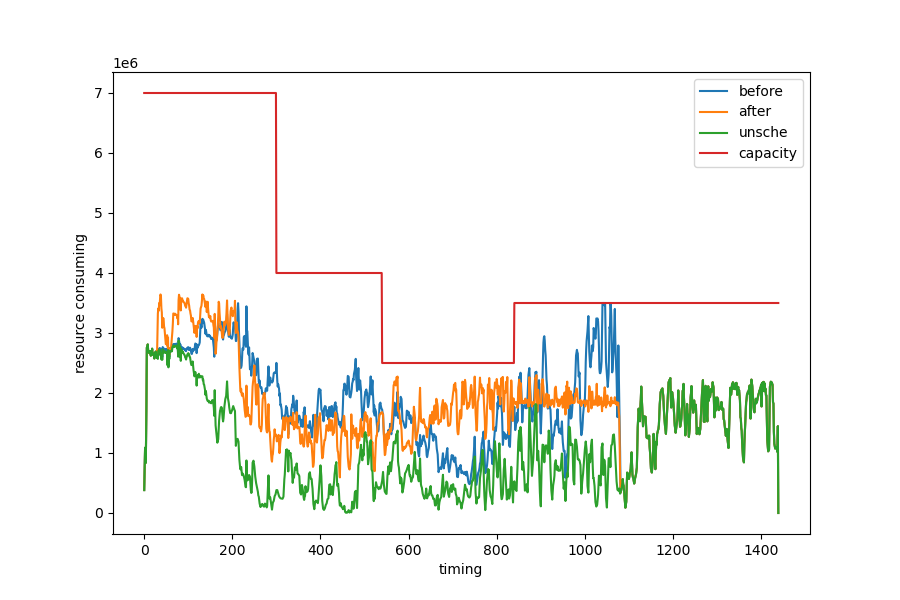 1e6
7
6
5
4
3
2
1
0
resource consuming
before
after
unsche
capacity
0 200 400 600 800 1000 1200 1400
timing